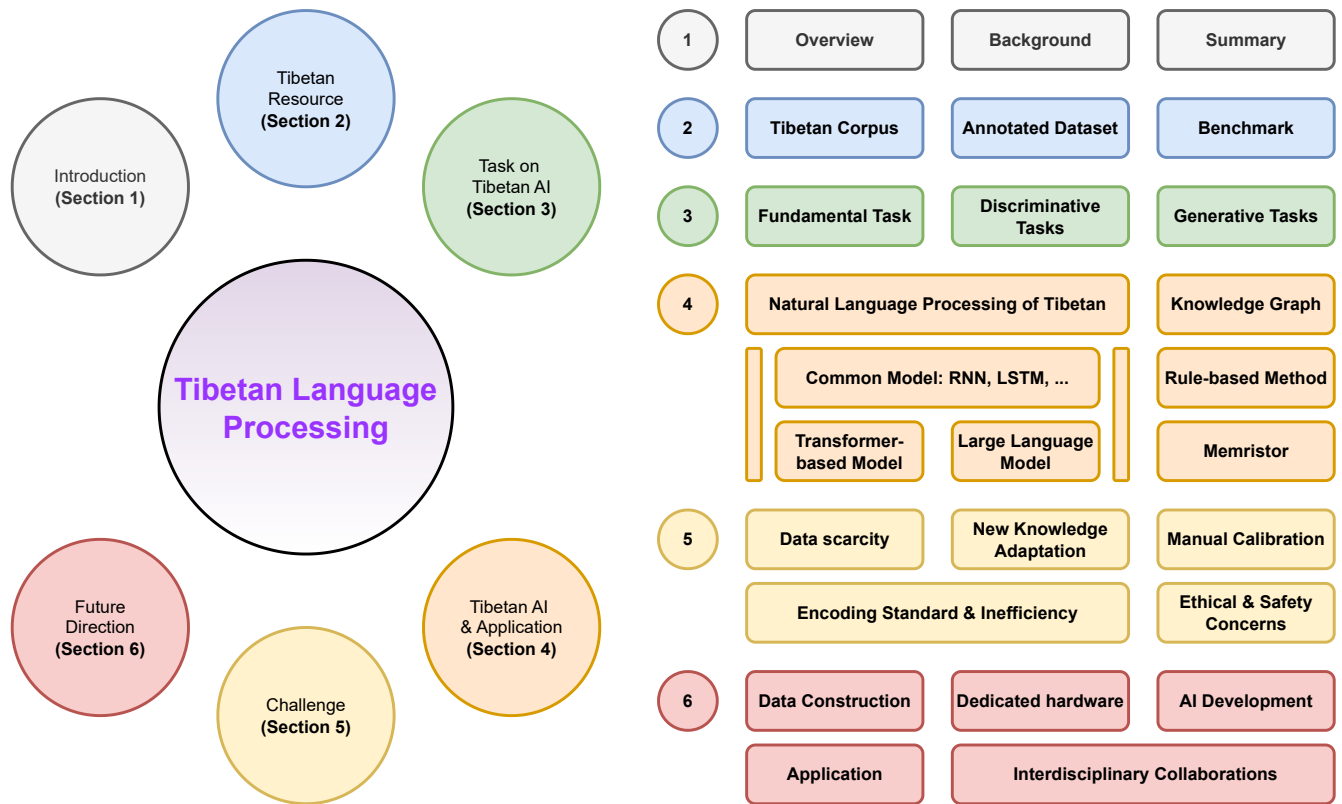 Tibetan
Resource
(Section 2)
Introduction
(Section 1)
Task on
Tibetan AI
(Section 3)
Tibetan Language
Processing
Future
Direction
(Section 6)
Tibetan AI
& Application
(Section 4)
Challenge
(Section 5)
1
Overview
Background
Summary
2
Tibetan Corpus
Annotated Dataset
Benchmark
3
Fundamental Task
Discriminative
Tasks
Generative Tasks
4
Natural Language Processing of Tibetan
Knowledge Graph
Common Model: RNN, LSTM, ...
Rule-based Method
Transformer-
based Model
Large Language
Model
Memristor
5
Data scarcity
New Knowledge
Adaptation
Manual Calibration
Encoding Standard & Inefficiency
Ethical & Safety
Concerns
6
Data Construction
Dedicated hardware
AI Development
Application
Interdisciplinary Collaborations